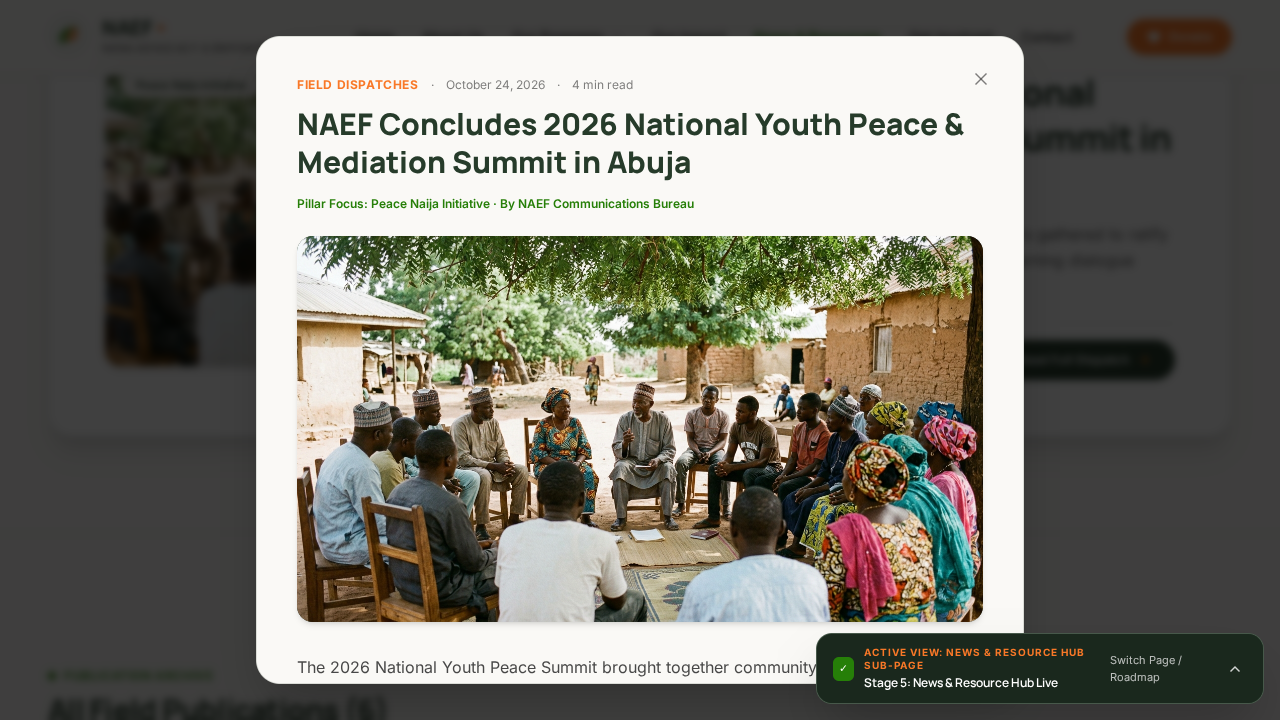 NAEF
Contact
FIELD DISPATCHES · October 24, 2026 · 4 min read
NAEF Concludes 2026 National Youth Peace &
Mediation Summit in Abuja
Pillar Focus: Peace Naija Initiative · By NAEF Communications Bureau
The 2026 National Youth Peace Summit brought together community
ACTIVE VIEW: NEWS & RESOURCE HUB
SUB-PAGE
Stage 5: News & Resource Hub Live
Switch Page /
Roadmap
All Field Publications (6)